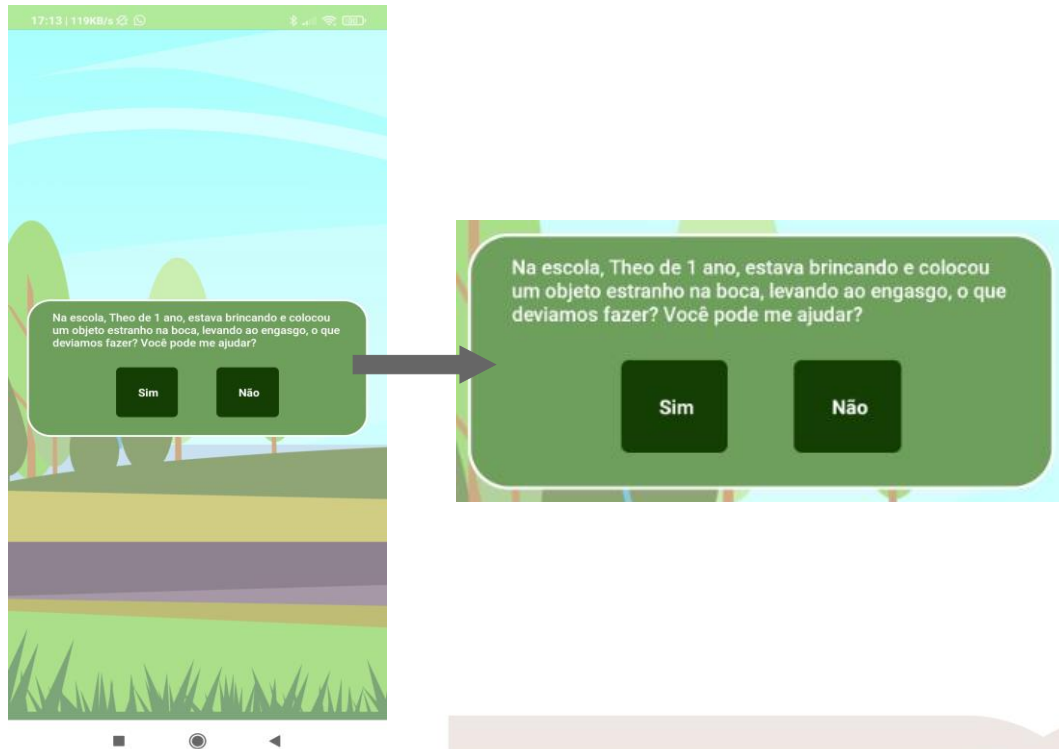 17:13 | 119KB/s
Na escola, Theo de 1 ano, estava brincando e colocou
um objeto estranho na boca, levando ao engasgo, o que
deviamos fazer? Você pode me ajudar?
Sim Não
Na escola, Theo de 1 ano, estava brincando e colocou
um objeto estranho na boca, levando ao engasgo, o que
deviamos fazer? Você pode me ajudar?
Sim Não